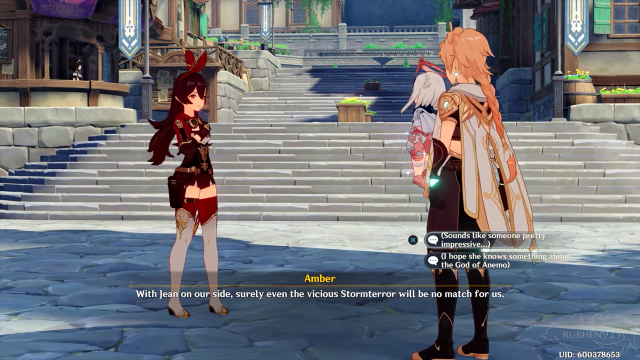 (Sounds like someone pretty
impressive...)
(I hope she knows something about
the God of Anemo)
Amber
With Jean on our side, surely even the vicious Stormterror will be no match for us.
RUBHEN925
UID: 600378653